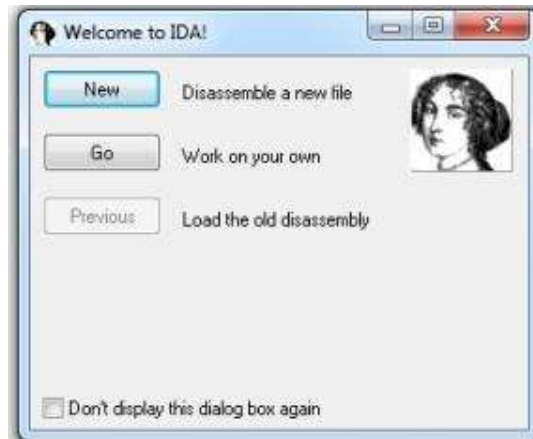 Welcome to IDA!
New Disassemble a new file
Go Work on your own
Previous Load the old disassembly
Don't display this dialog box again